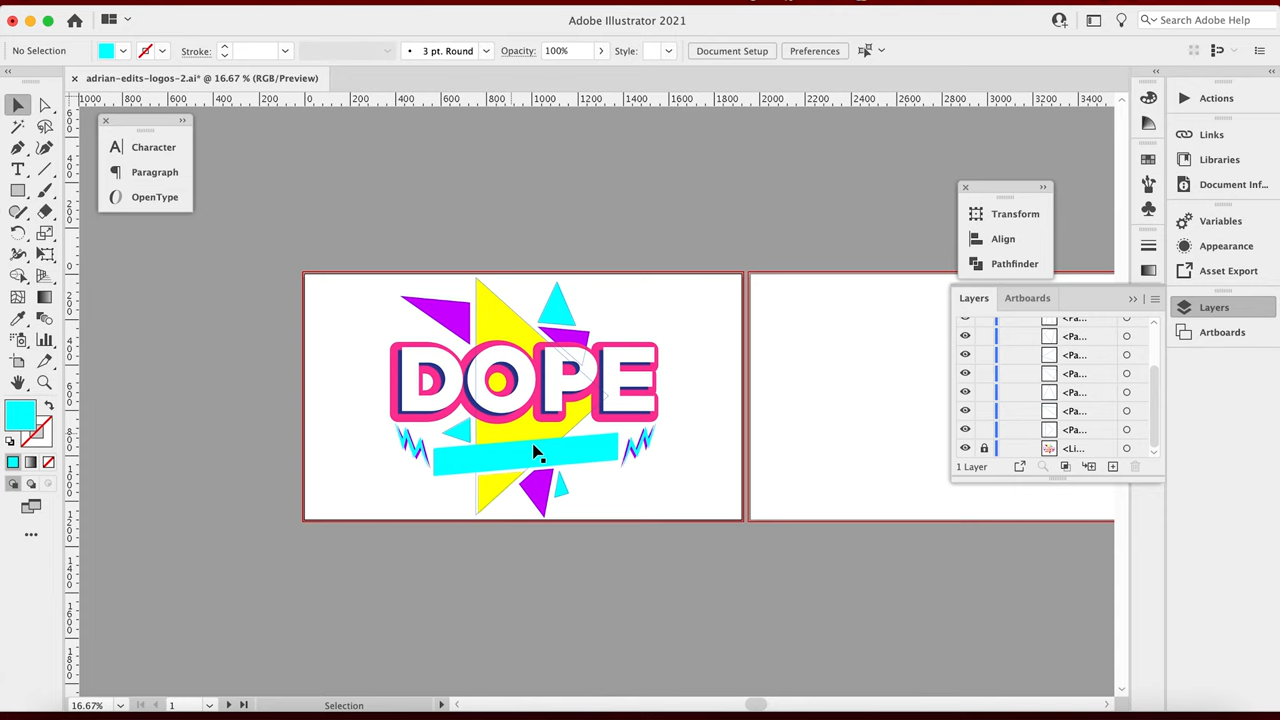 Adobe Illustrator 2021
Search Adobe Help
No Selection
Stroke:
3 pt. Round
Opacity:
100%
Style:
Document Setup
Preferences
adrian-edits-logos-2.ai* @ 16.67 % (RGB/Preview)
1000 800 600 400 200 0 200 400 600 800 1000 1200 1400 1600 1800 2000 2200 2400 2600 2800 3000 3200 3400
Character
Paragraph
OpenType
Actions
Links
Libraries
Document Inf...
Variables
Appearance
Asset Export
Layers
Artboards
Transform
Align
Pathfinder
Layers
Artboards
<Pa...
<Pa...
<Pa...
<Pa...
<Pa...
<Pa...
<Pa...
<Li...
1 Layer
DOPE
16.67%
1
Selection